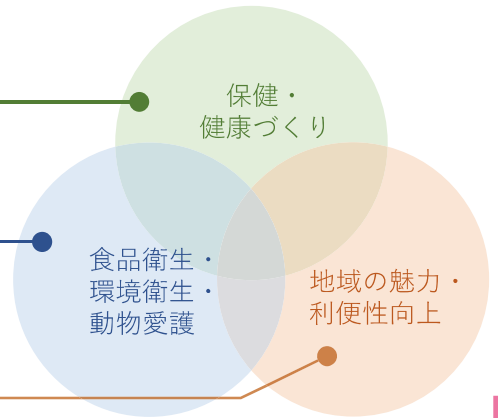 保健・
健康づくり
食品衛生・
環境衛生・
動物愛護
地域の魅力・
利便性向上